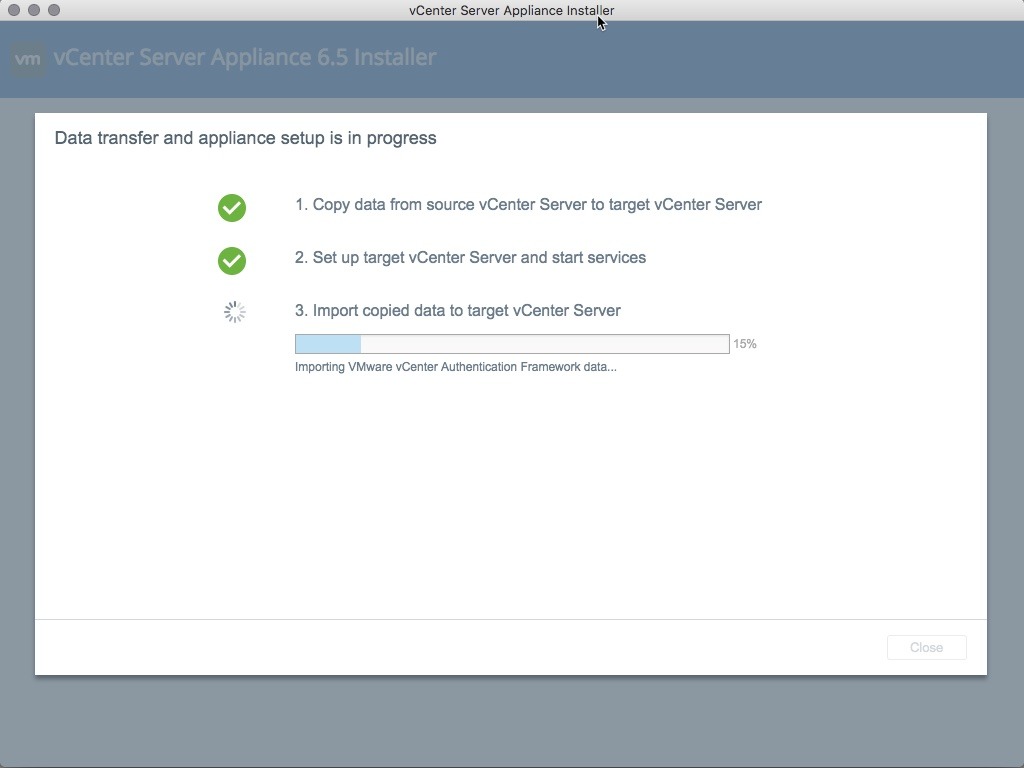 vCenter Server Appliance Installer
vm vCenter Server Appliance 6.5 Installer
Data transfer and appliance setup is in progress
1. Copy data from source vCenter Server to target vCenter Server
2. Set up target vCenter Server and start services
3. Import copied data to target vCenter Server
15%
Importing VMware vCenter Authentication Framework data...
Close